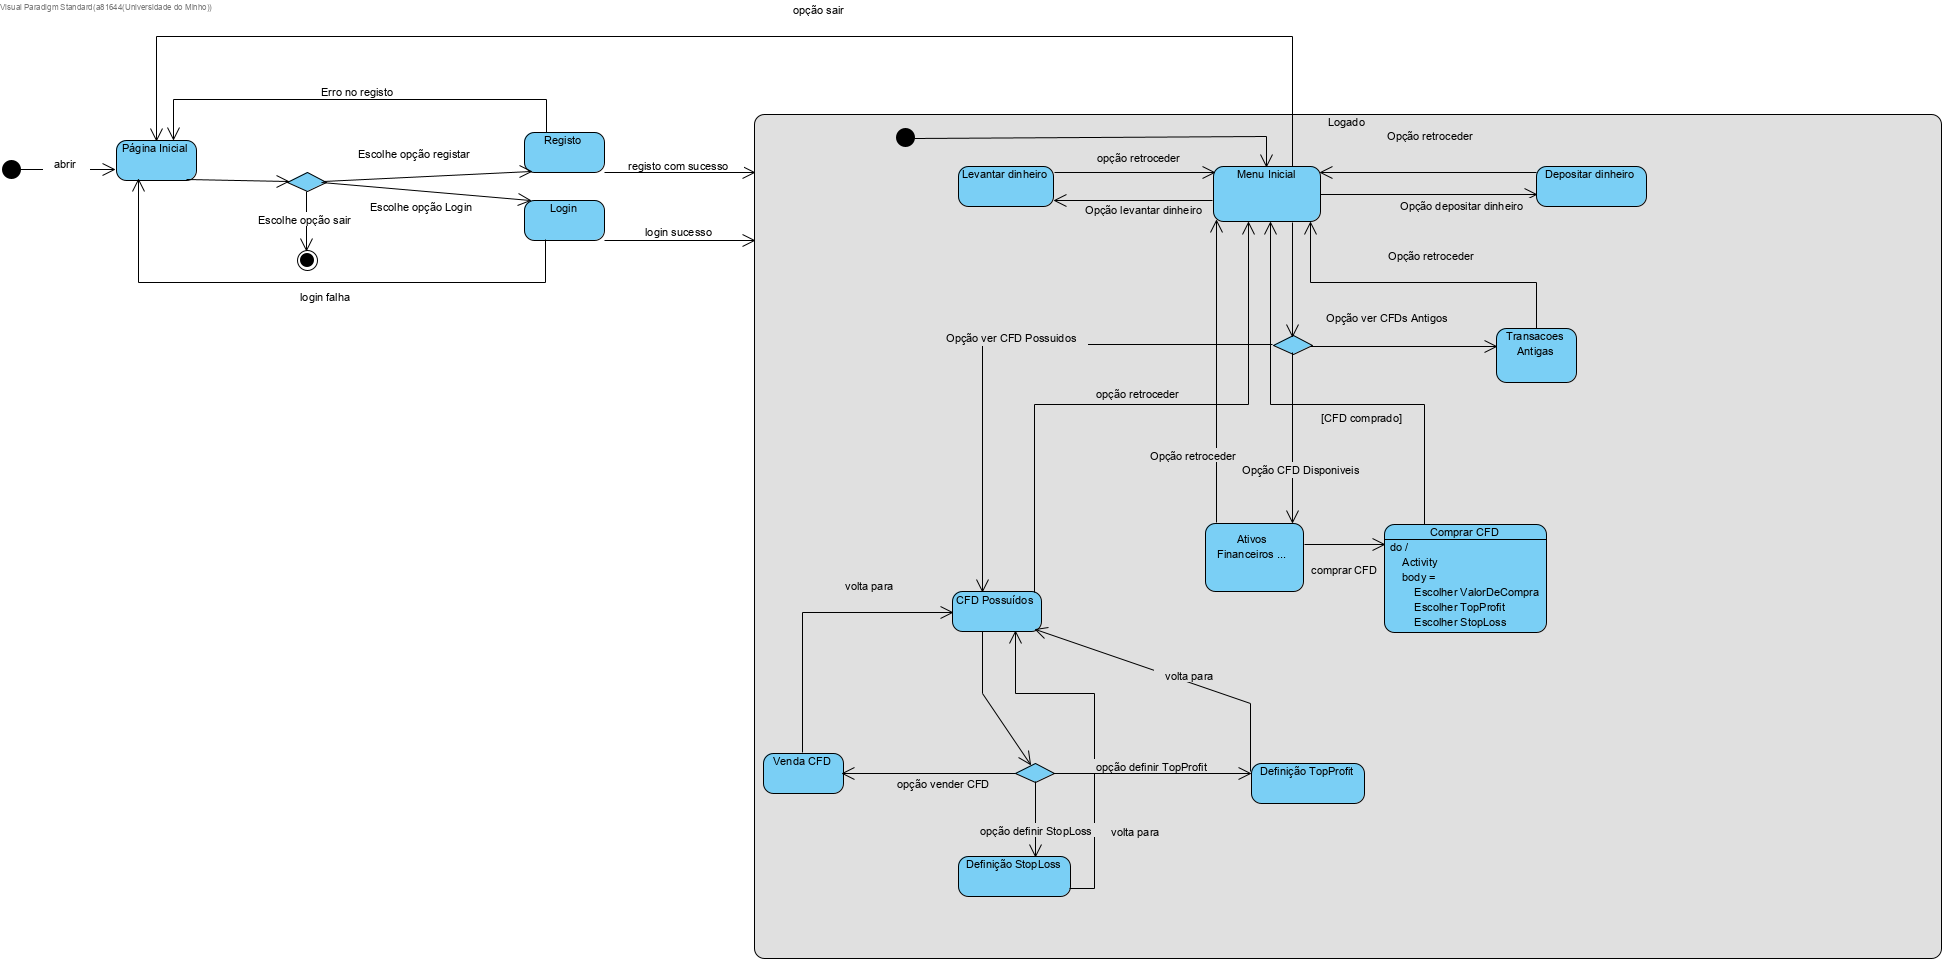 Visual Paradigm Standard(a81644(Universidade do Minho))
opção sair
Erro no registo
Logado
Registo
Página Inicial
abrir
Escolhe opção registar
registo com sucesso
Opção retroceder
opção retroceder
Levantar dinheiro
Menu Inicial
Depositar dinheiro
Escolhe opção Login
Login
Opção levantar dinheiro
Opção depositar dinheiro
Escolhe opção sair
login sucesso
Opção retroceder
login falha
Opção ver CFDs Antigos
Opção ver CFD Possuidos
Transacoes
Antigas
opção retroceder
[CFD comprado]
Opção retroceder
Opção CFD Disponiveis
Ativos
Financeiros ...
comprar CFD
Comprar CFD
do /
Activity
body =
Escolher ValorDeCompra
Escolher TopProfit
Escolher StopLoss
volta para
CFD Possuídos
volta para
Venda CFD
opção vender CFD
opção definir TopProfit
Definição TopProfit
opção definir StopLoss
volta para
Definição StopLoss